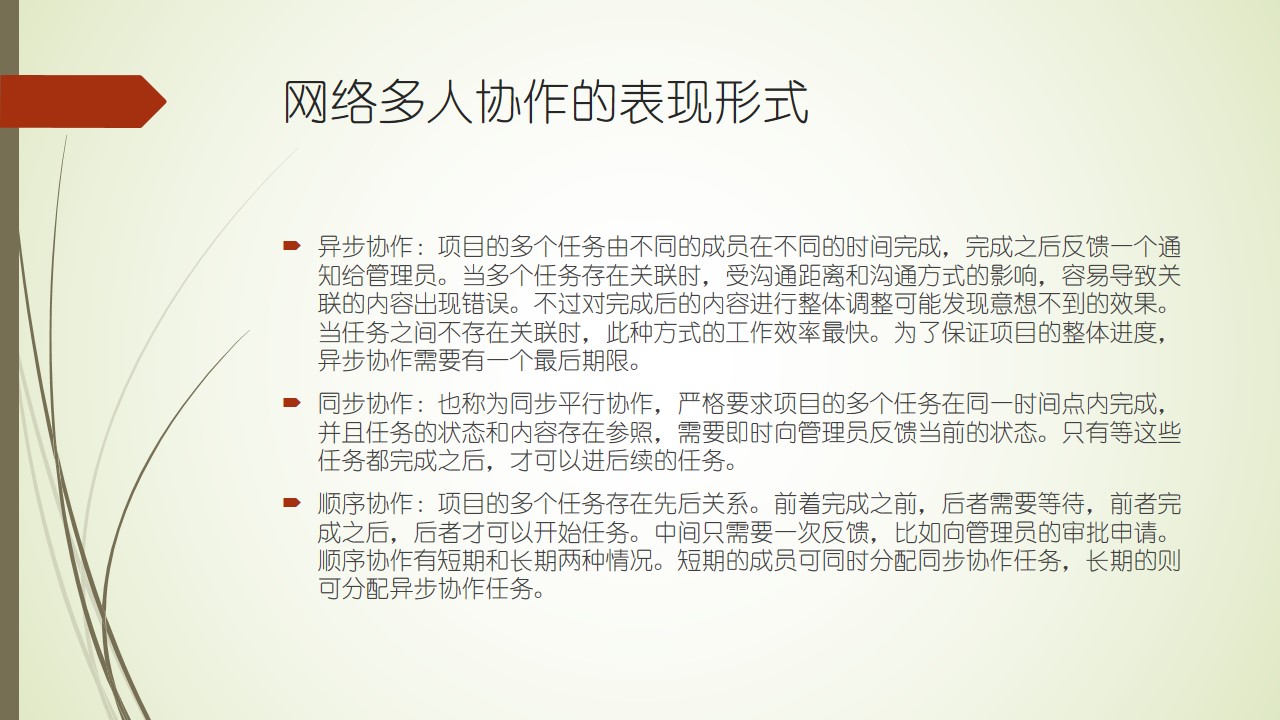 网络多人协作的表现形式
异步协作：项目的多个任务由不同的成员在不同的时间完成，完成之后反馈一个通
知给管理员。当多个任务存在关联时，受沟通距离和沟通方式的影响，容易导致关
联的内容出现错误。不过对完成后的内容进行整体调整可能发现意想不到的效果。
当任务之间不存在关联时，此种方式的工作效率最快。为了保证项目的整体进度，
异步协作需要有一个最后期限。
同步协作：也称为同步平行协作，严格要求项目的多个任务在同一时间点内完成，
并且任务的状态和内容存在参照，需要即时向管理员反馈当前的状态。只有等这些
任务都完成之后，才可以进后续的任务。
顺序协作：项目的多个任务存在先后关系。前着完成之前，后者需要等待，前者完
成之后，后者才可以开始任务。中间只需要一次反馈，比如向管理员的审批申请。
顺序协作有短期和长期两种情况。短期的成员可同时分配同步协作任务，长期的则
可分配异步协作任务。